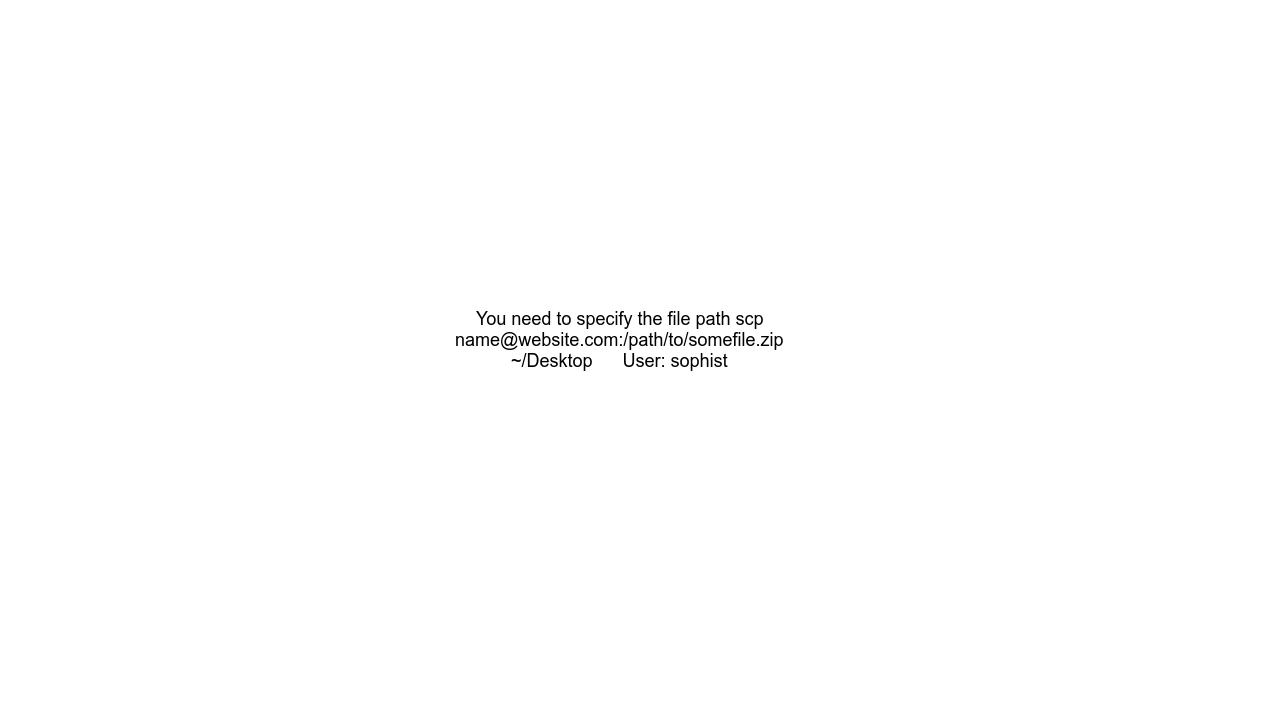 You need to specify the file path scp
name@website.com:/path/to/somefile.zip
~/Desktop      User: sophist